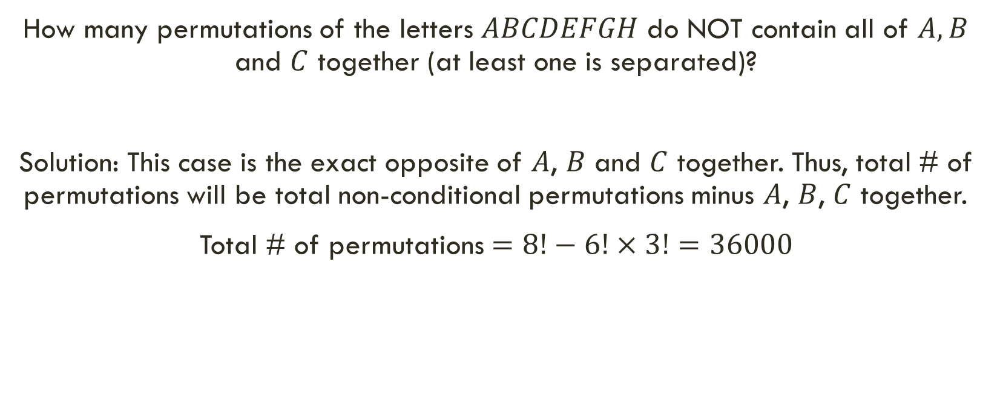 How many permutations of the letters ABCDEFGH do NOT contain all of A, B
and C together (at least one is separated)?
Solution: This case is the exact opposite of A, B and C together. Thus, total # of
permutations will be total non-conditional permutations minus A, B, C together.
Total # of permutations = 8! − 6! × 3! = 36000